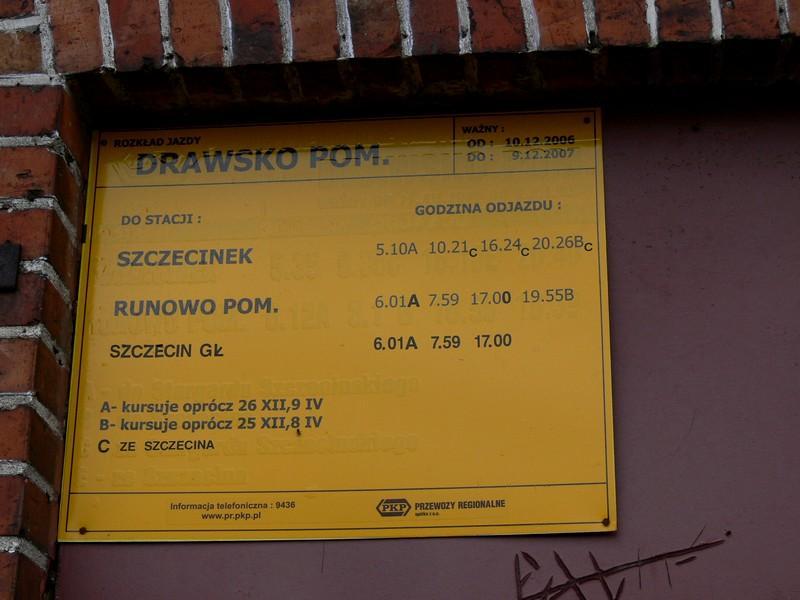 ROZKŁAD JAZDY
DRAWSKO POM.
WAŻNY :
OD : 10.12.2006
DO : 9.12.2007
DO STACJI : GODZINA ODJAZDU :
SZCZECINEK 5.10A 10.21C 16.24C 20.26BC
RUNOWO POM. 6.01A 7.59 17.00 19.55B
SZCZECIN GŁ 6.01A 7.59 17.00
A- kursuje oprócz 26 XII,9 IV
B- kursuje oprócz 25 XII,8 IV
C ZE SZCZECINA
Informacja telefoniczna : 9436
www.pr.pkp.pl
PKP PRZEWOZY REGIONALNE
spółka z o.o.